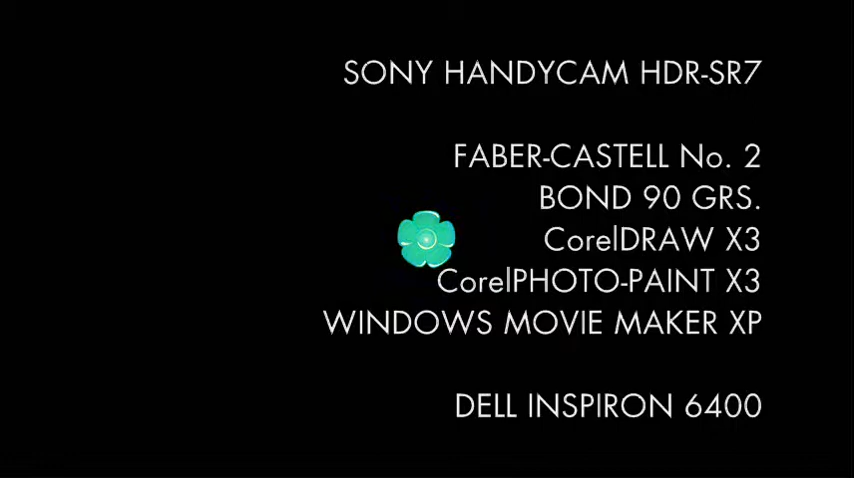 SONY HANDYCAM HDR-SR7
FABER-CASTELL No. 2
BOND 90 GRS.
CorelDRAW X3
CorelPHOTO-PAINT X3
WINDOWS MOVIE MAKER XP
DELL INSPIRON 6400